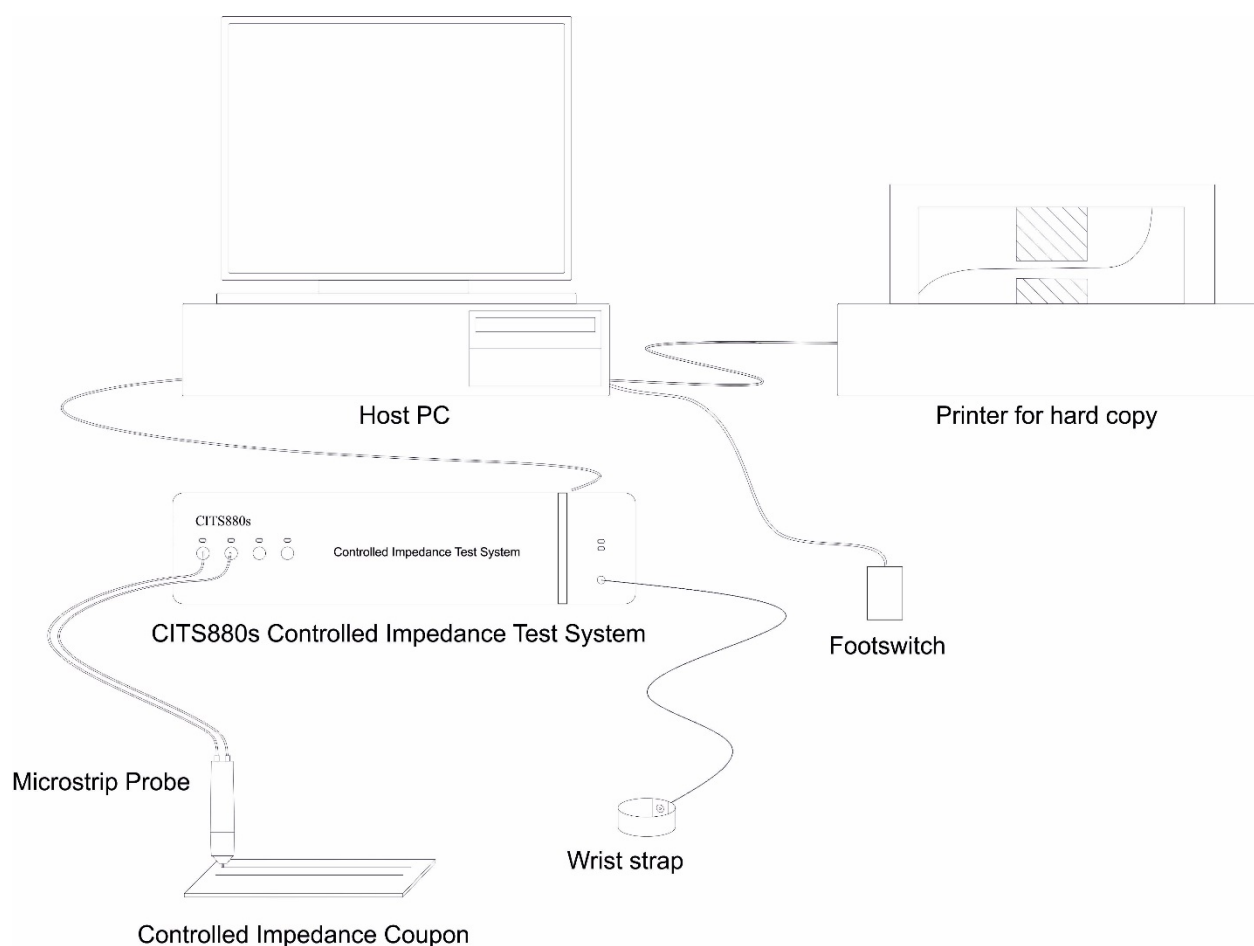 Host PC
Printer for hard copy
CITS880s
Controlled Impedance Test System
CITS880s Controlled Impedance Test System
Footswitch
Microstrip Probe
Wrist strap
Controlled Impedance Coupon